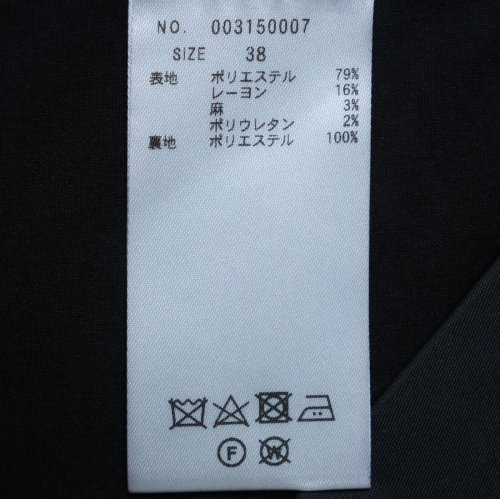 NO. 003150007
SIZE 38
表地 ポリエステル 79%
レーヨン 16%
麻 3%
ポリウレタン 2%
裏地 ポリエステル 100%
F W